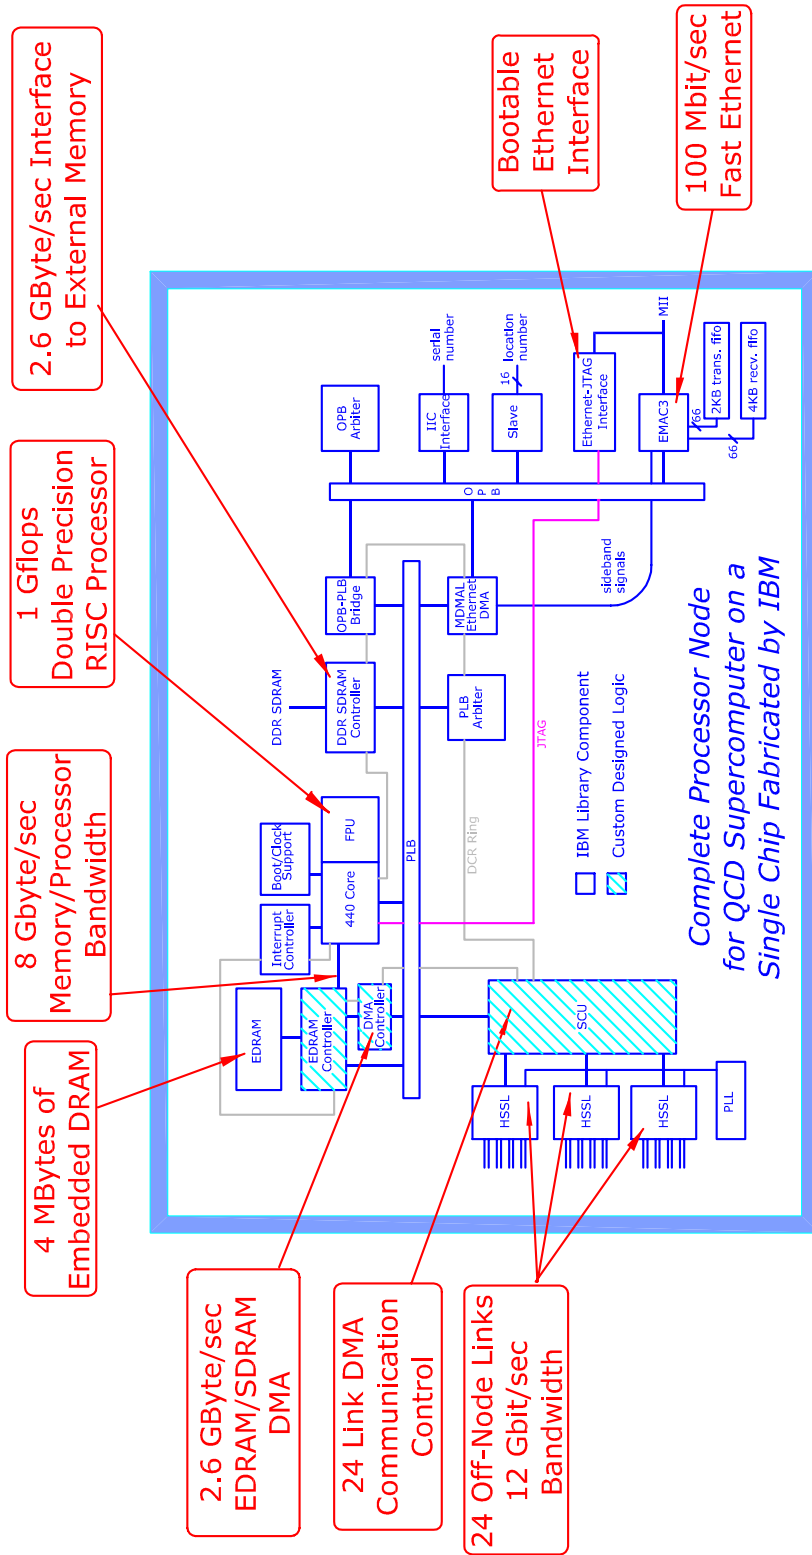 4 MBytes of
Embedded DRAM
8 Gbyte/sec
Memory/Processor
Bandwidth
1 Gflops
Double Precision
RISC Processor
2.6 GByte/sec Interface
to External Memory
2.6 GByte/sec
EDRAM/SDRAM
DMA
24 Link DMA
Communication
Control
24 Off-Node Links
12 Gbit/sec
Bandwidth
Bootable
Ethernet
Interface
100 Mbit/sec
Fast Ethernet
EDRAM
EDRAM
Controller
Interrupt
Controller
Boot/Clock
Support
440 Core
FPU
DMA
Controller
DDR SDRAM
DDR SDRAM
Controller
OPB-PLB
Bridge
OPB
Arbiter
PLB
PLB
Arbiter
MDMAL
Ethernet
DMA
O P B
IIC
Interface
serial
number
Slave
16
location
number
Ethernet-JTAG
Interface
EMAC3
MII
66
2KB trans. fifo
66
4KB recv. fifo
sideband
signals
DCR Ring
JTAG
SCU
HSSL
HSSL
HSSL
PLL
IBM Library Component
Custom Designed Logic
Complete Processor Node
for QCD Supercomputer on a
Single Chip Fabricated by IBM